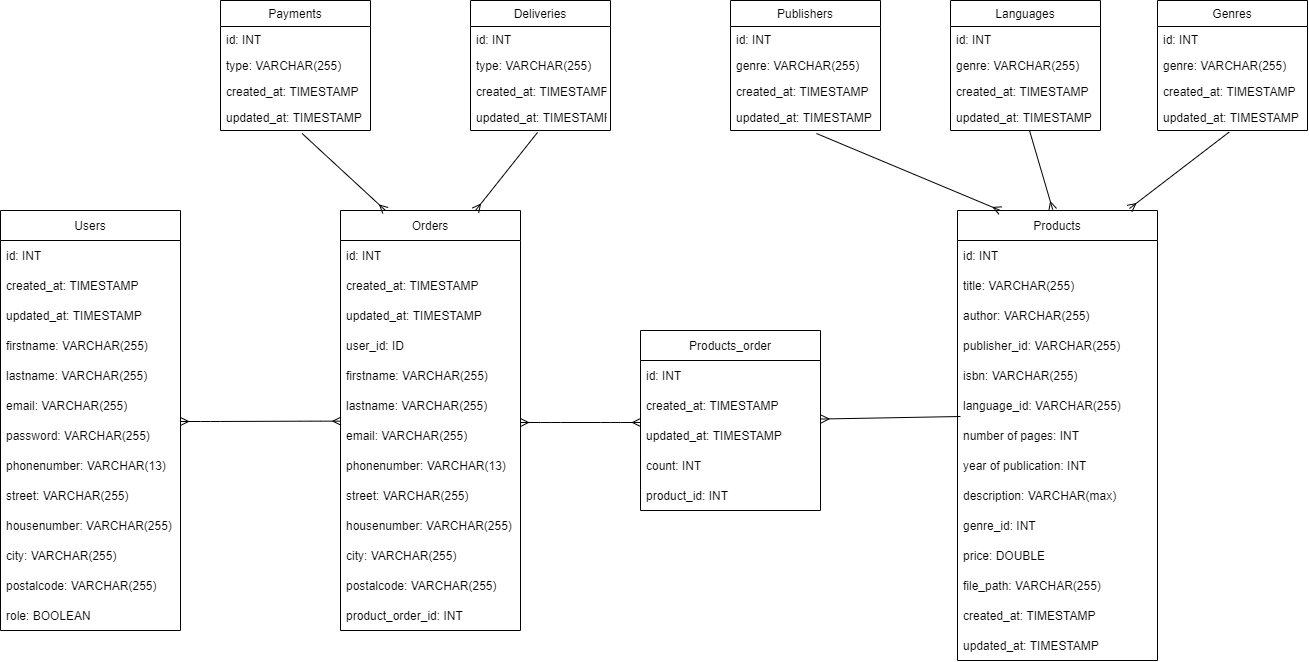 Payments
id: INT
type: VARCHAR(255)
created_at: TIMESTAMP
updated_at: TIMESTAMP
Deliveries
id: INT
type: VARCHAR(255)
created_at: TIMESTAMP
updated_at: TIMESTAMP
Publishers
id: INT
genre: VARCHAR(255)
created_at: TIMESTAMP
updated_at: TIMESTAMP
Languages
id: INT
genre: VARCHAR(255)
created_at: TIMESTAMP
updated_at: TIMESTAMP
Genres
id: INT
genre: VARCHAR(255)
created_at: TIMESTAMP
updated_at: TIMESTAMP
Users
id: INT
created_at: TIMESTAMP
updated_at: TIMESTAMP
firstname: VARCHAR(255)
lastname: VARCHAR(255)
email: VARCHAR(255)
password: VARCHAR(255)
phonenumber: VARCHAR(13)
street: VARCHAR(255)
housenumber: VARCHAR(255)
city: VARCHAR(255)
postalcode: VARCHAR(255)
role: BOOLEAN
Orders
id: INT
created_at: TIMESTAMP
updated_at: TIMESTAMP
user_id: ID
firstname: VARCHAR(255)
lastname: VARCHAR(255)
email: VARCHAR(255)
phonenumber: VARCHAR(13)
street: VARCHAR(255)
housenumber: VARCHAR(255)
city: VARCHAR(255)
postalcode: VARCHAR(255)
product_order_id: INT
Products_order
id: INT
created_at: TIMESTAMP
updated_at: TIMESTAMP
count: INT
product_id: INT
Products
id: INT
title: VARCHAR(255)
author: VARCHAR(255)
publisher_id: VARCHAR(255)
isbn: VARCHAR(255)
language_id: VARCHAR(255)
number of pages: INT
year of publication: INT
description: VARCHAR(max)
genre_id: INT
price: DOUBLE
file_path: VARCHAR(255)
created_at: TIMESTAMP
updated_at: TIMESTAMP